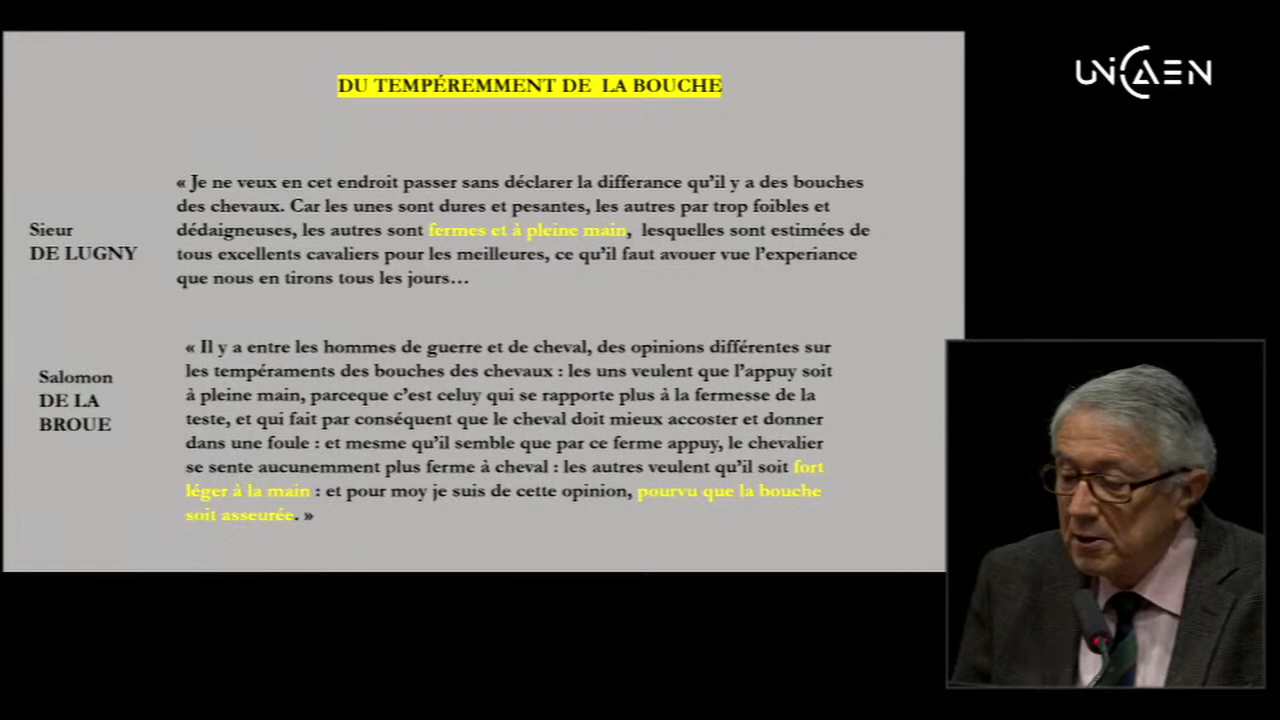 UNICAEN
DU TEMPÉREMMENT DE LA BOUCHE
Sieur
DE LUGNY
« Je ne veux en cet endroit passer sans déclarer la differance qu'il y a des bouches
des chevaux. Car les unes sont dures et pesantes, les autres par trop foibles et
dédaigneuses, les autres sont fermes et à pleine main, lesquelles sont estimées de
tous excellents cavaliers pour les meilleures, ce qu'il faut avouer vue l'experiance
que nous en tirons tous les jours…
Salomon
DE LA
BROUE
« Il y a entre les hommes de guerre et de cheval, des opinions différentes sur
les tempéraments des bouches des chevaux : les uns veulent que l'appuy soit
à pleine main, parceque c'est celuy qui se rapporte plus à la fermesse de la
teste, et qui fait par conséquent que le cheval doit mieux accoster et donner
dans une foule : et mesme qu'il semble que par ce ferme appuy, le chevalier
se sente aucunemment plus ferme à cheval : les autres veulent qu'il soit fort
léger à la main : et pour moy je suis de cette opinion, pourvu que la bouche
soit asseurée. »